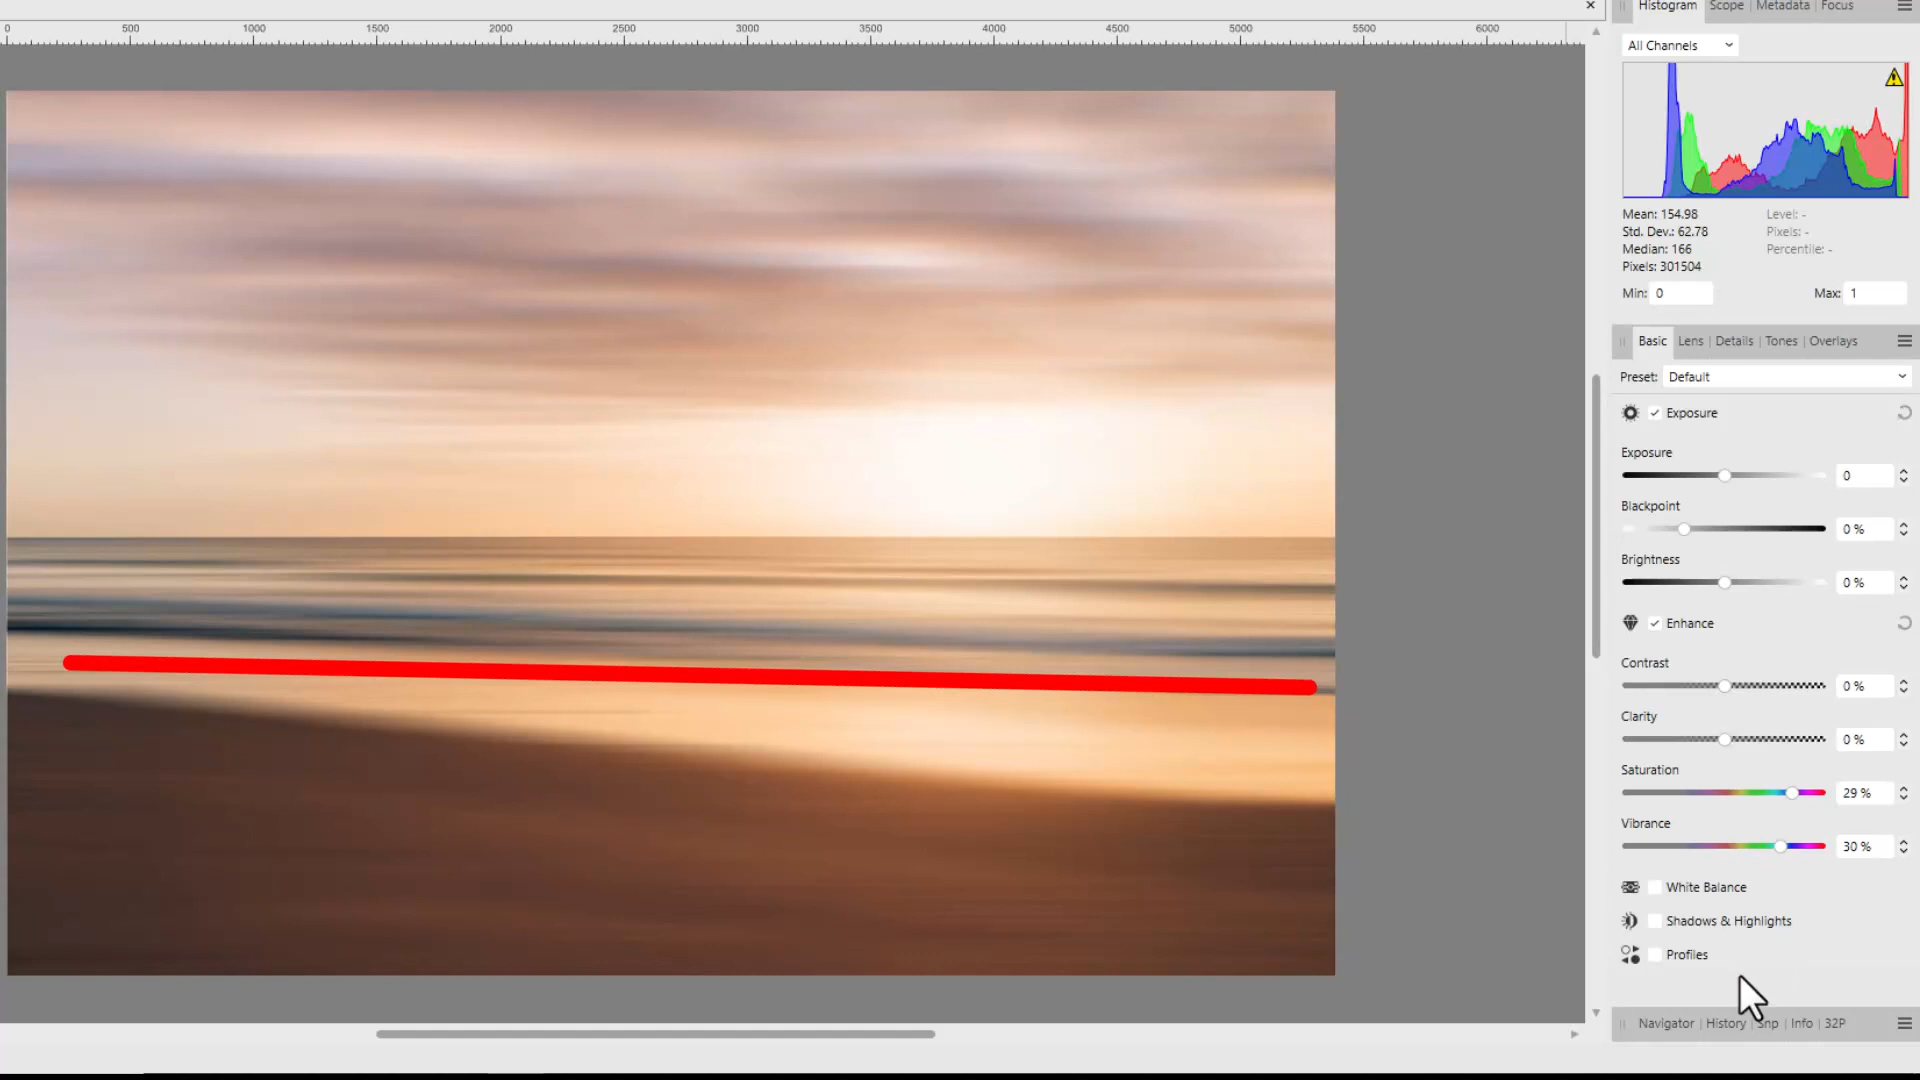 Histogram Scope Metadata Focus
0 500 1000 1500 2000 2500 3000 3500 4000 4500 5000 5500 6000
All Channels
Mean: 154.98 Level: -
Std. Dev.: 62.78 Pixels: -
Median: 166 Percentile: -
Pixels: 301504
Min: 0 Max: 1
Basic Lens Details Tones Overlays
Preset: Default
Exposure
Exposure
0
Blackpoint
0 %
Brightness
0 %
Enhance
Contrast
0 %
Clarity
0 %
Saturation
29 %
Vibrance
30 %
White Balance
Shadows & Highlights
Profiles
Navigator History Snp Info 32P